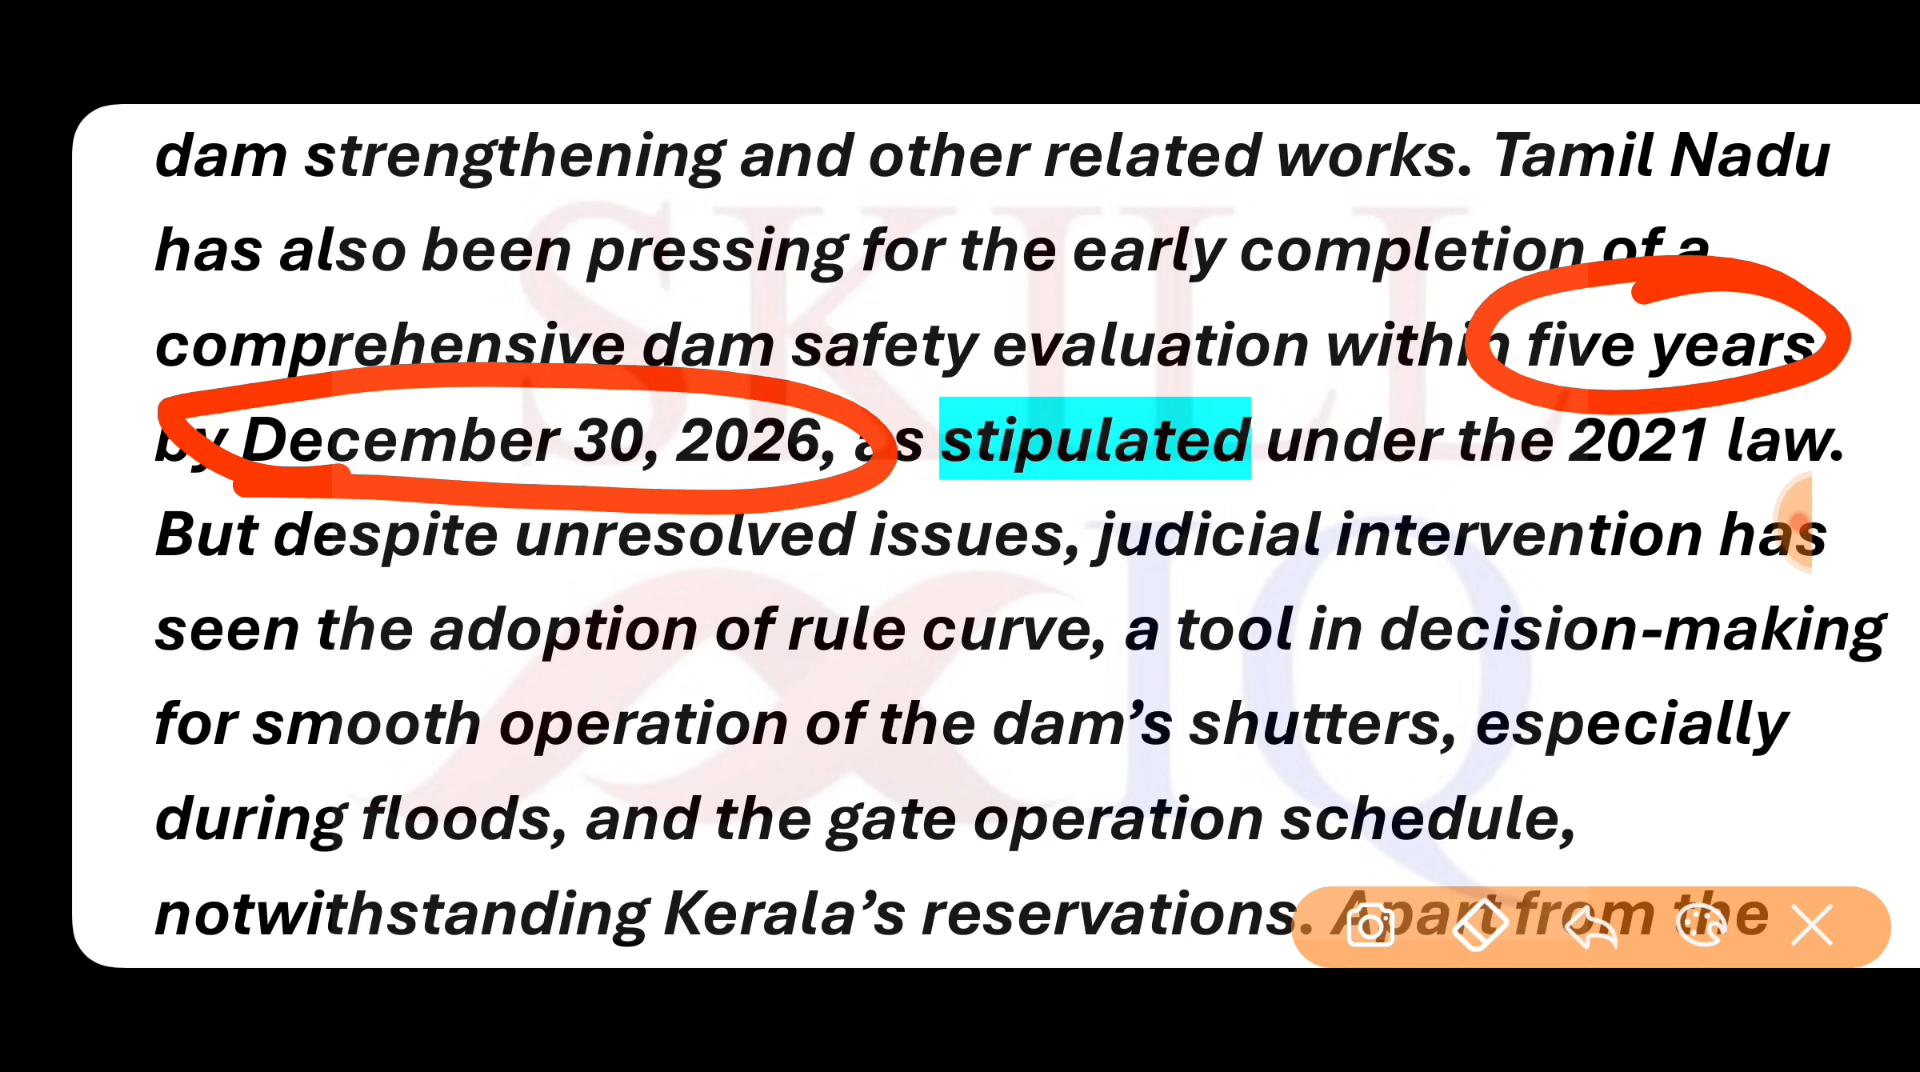 dam strengthening and other related works. Tamil Nadu
has also been pressing for the early completion of a
comprehensive dam safety evaluation within five years
by December 30, 2026, as stipulated under the 2021 law.
But despite unresolved issues, judicial intervention has
seen the adoption of rule curve, a tool in decision-making
for smooth operation of the dam's shutters, especially
during floods, and the gate operation schedule,
notwithstanding Kerala's reservations. Apart from the
SKILL
IQ